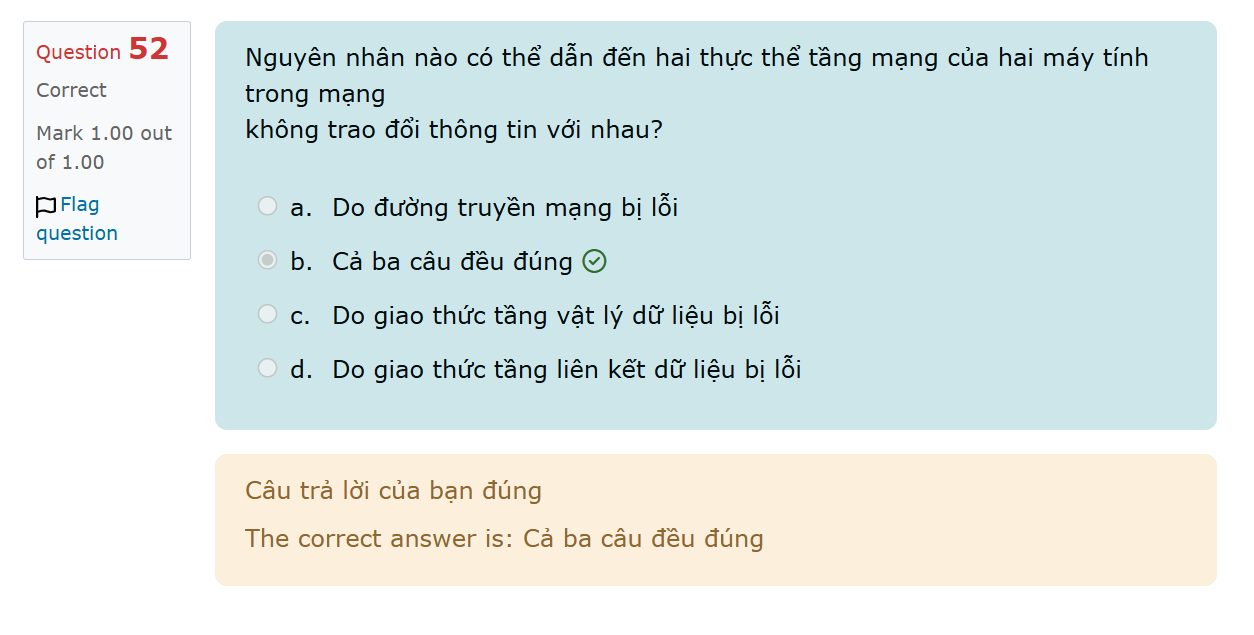 Question 52
Correct
Mark 1.00 out
of 1.00
Flag
question
Nguyên nhân nào có thể dẫn đến hai thực thể tầng mạng của hai máy tính
trong mạng
không trao đổi thông tin với nhau?
a. Do đường truyền mạng bị lỗi
b. Cả ba câu đều đúng
c. Do giao thức tầng vật lý dữ liệu bị lỗi
d. Do giao thức tầng liên kết dữ liệu bị lỗi
Câu trả lời của bạn đúng
The correct answer is: Cả ba câu đều đúng